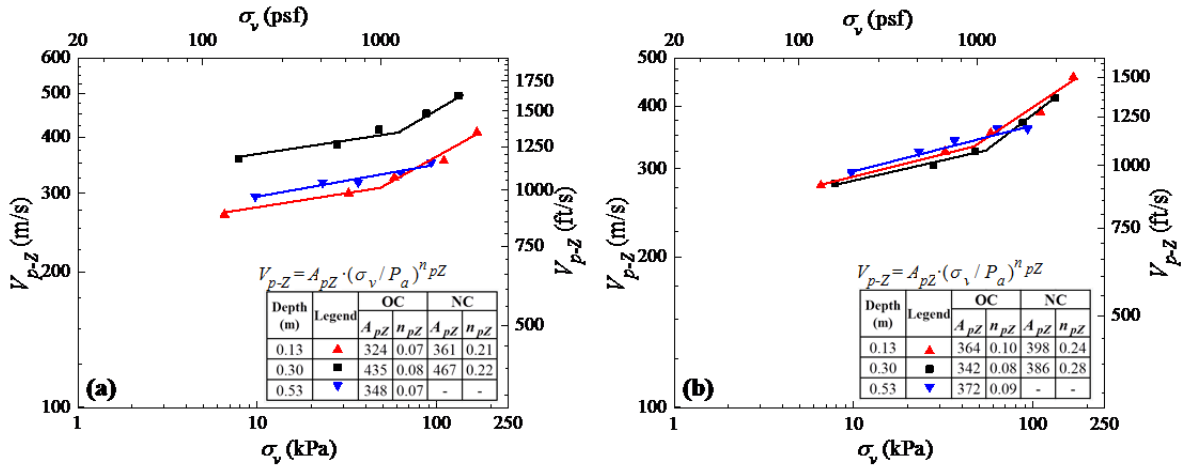 σv (psf)
20 100 1000
600
500
400
300
200
100
Vp-Z (m/s)
1750
1500
1250
1000
750
500
Vp-Z (ft/s)
Vp-Z = ApZ·(σv/Pa)^npZ
Depth (m) Legend OC NC
ApZ npZ ApZ npZ
0.13 324 0.07 361 0.21
0.30 435 0.08 467 0.22
0.53 348 0.07 - -
(a)
1 10 100 250
σv (kPa)
σv (psf)
20 100 1000
500
400
300
200
100
Vp-Z (m/s)
1500
1250
1000
750
500
Vp-Z (ft/s)
Vp-Z = ApZ·(σv/Pa)^npZ
Depth (m) Legend OC NC
ApZ npZ ApZ npZ
0.13 364 0.10 398 0.24
0.30 342 0.08 386 0.28
0.53 372 0.09 - -
(b)
1 10 100 250
σv (kPa)